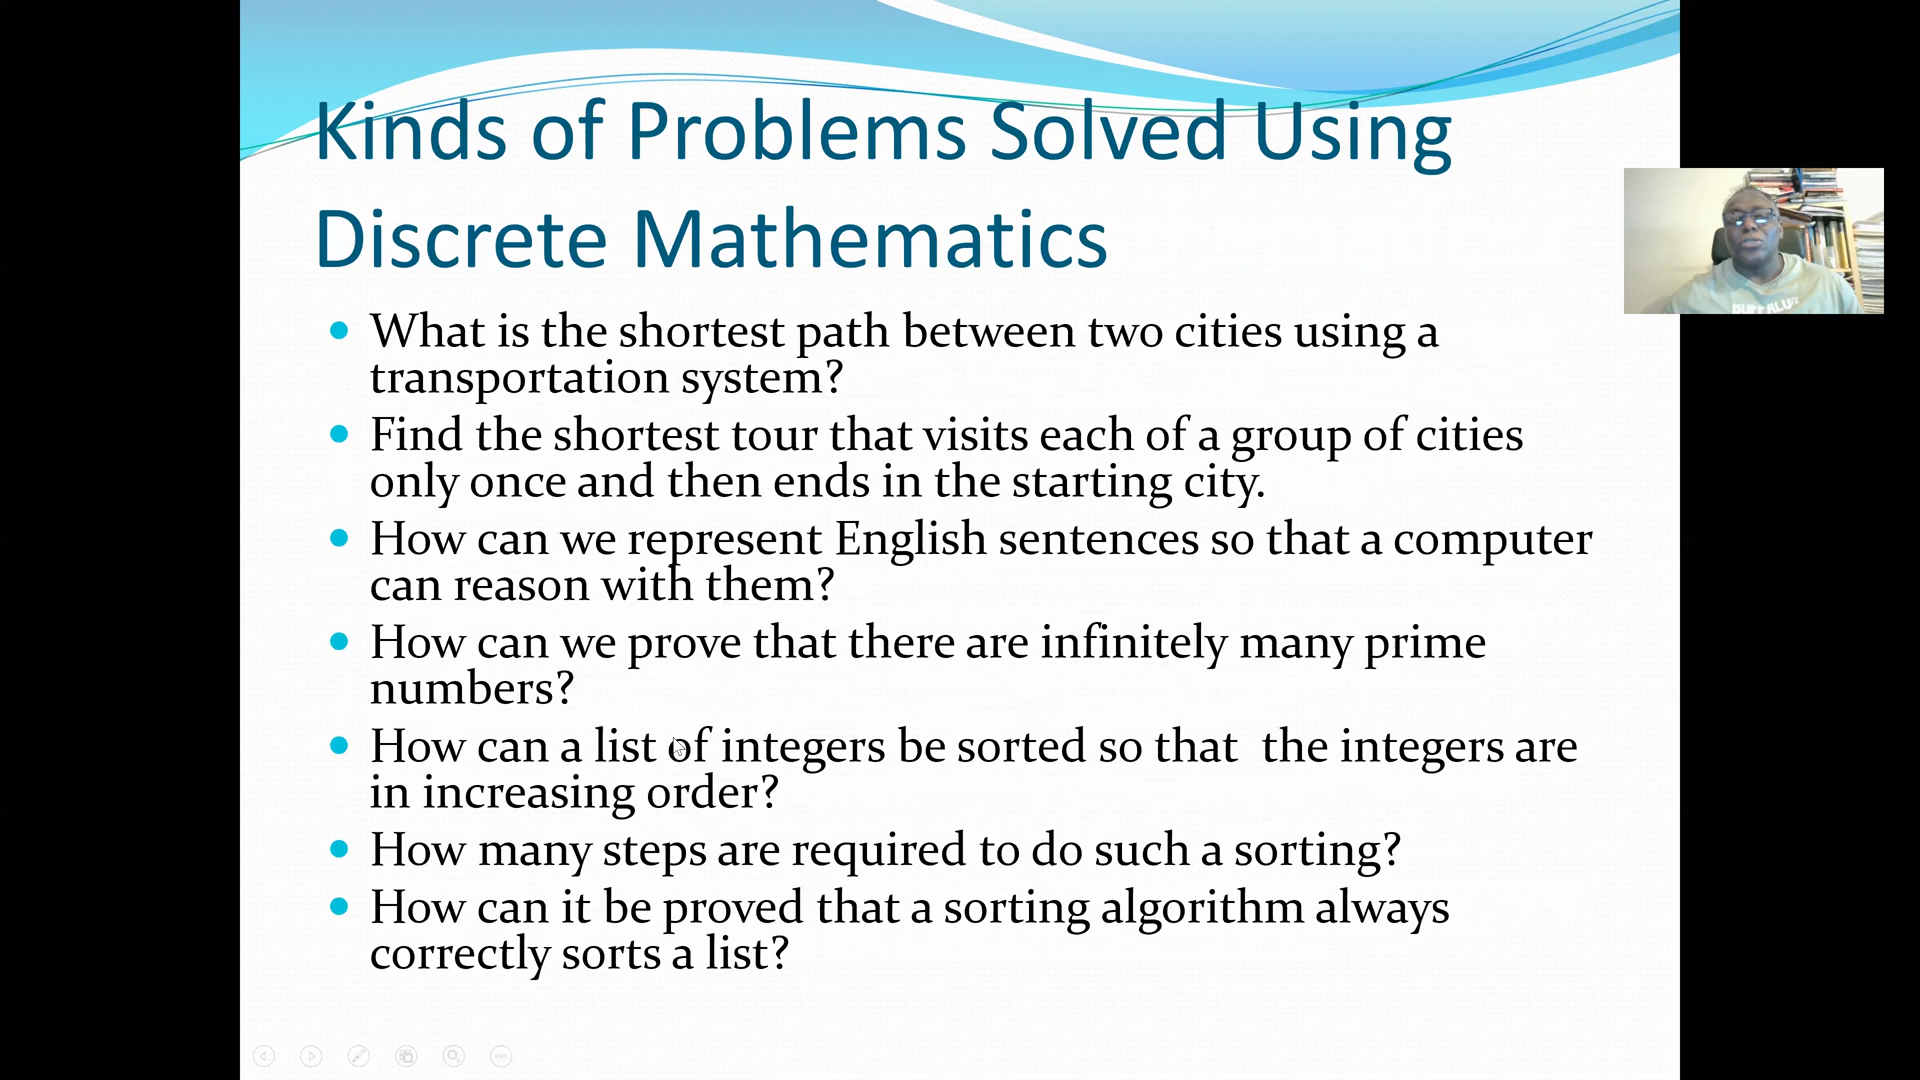 Kinds of Problems Solved Using
Discrete Mathematics
• What is the shortest path between two cities using a
transportation system?
• Find the shortest tour that visits each of a group of cities
only once and then ends in the starting city.
• How can we represent English sentences so that a computer
can reason with them?
• How can we prove that there are infinitely many prime
numbers?
• How can a list of integers be sorted so that  the integers are
in increasing order?
• How many steps are required to do such a sorting?
• How can it be proved that a sorting algorithm always
correctly sorts a list?